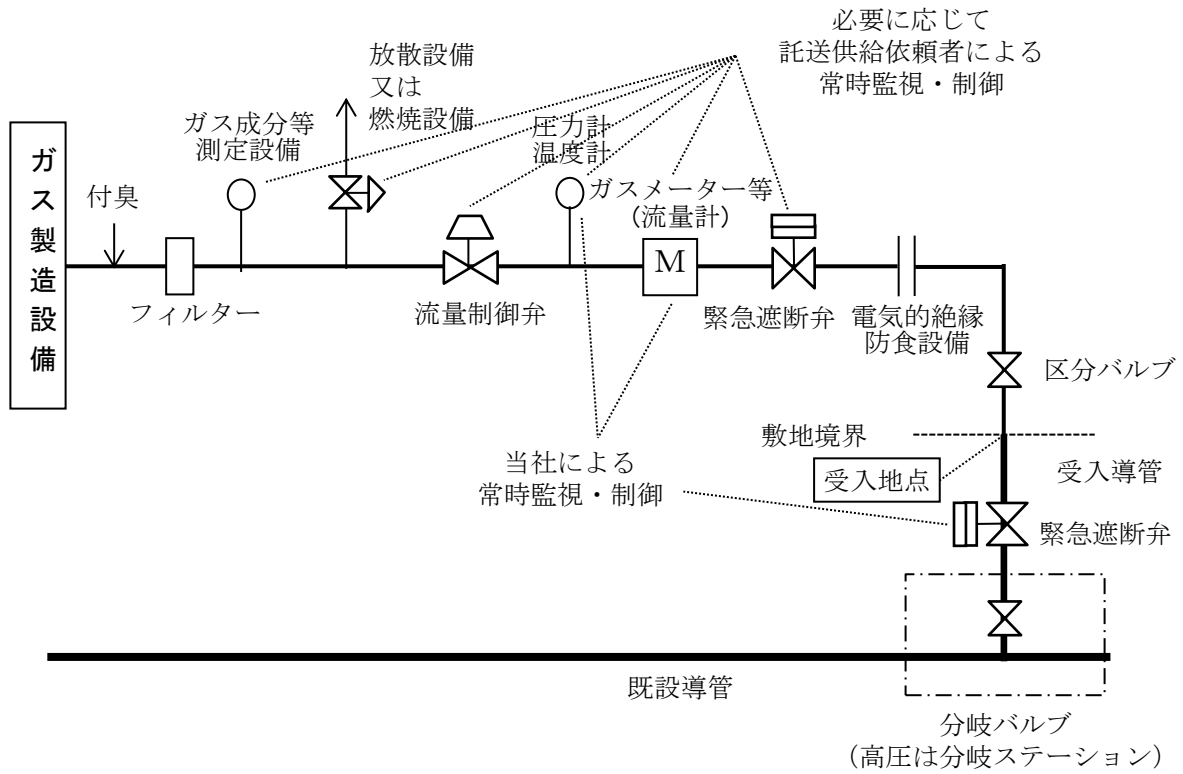 必要に応じて
託送供給依頼者による
常時監視・制御
放散設備
又は
燃焼設備
ガス成分等
測定設備
圧力計
温度計
ガスメーター等
(流量計)
ガス製造設備
付臭
M
フィルター
流量制御弁
緊急遮断弁
電気的絶縁
防食設備
区分バルブ
敷地境界
受入地点
受入導管
当社による
常時監視・制御
緊急遮断弁
既設導管
分岐バルブ
（高圧は分岐ステーション）